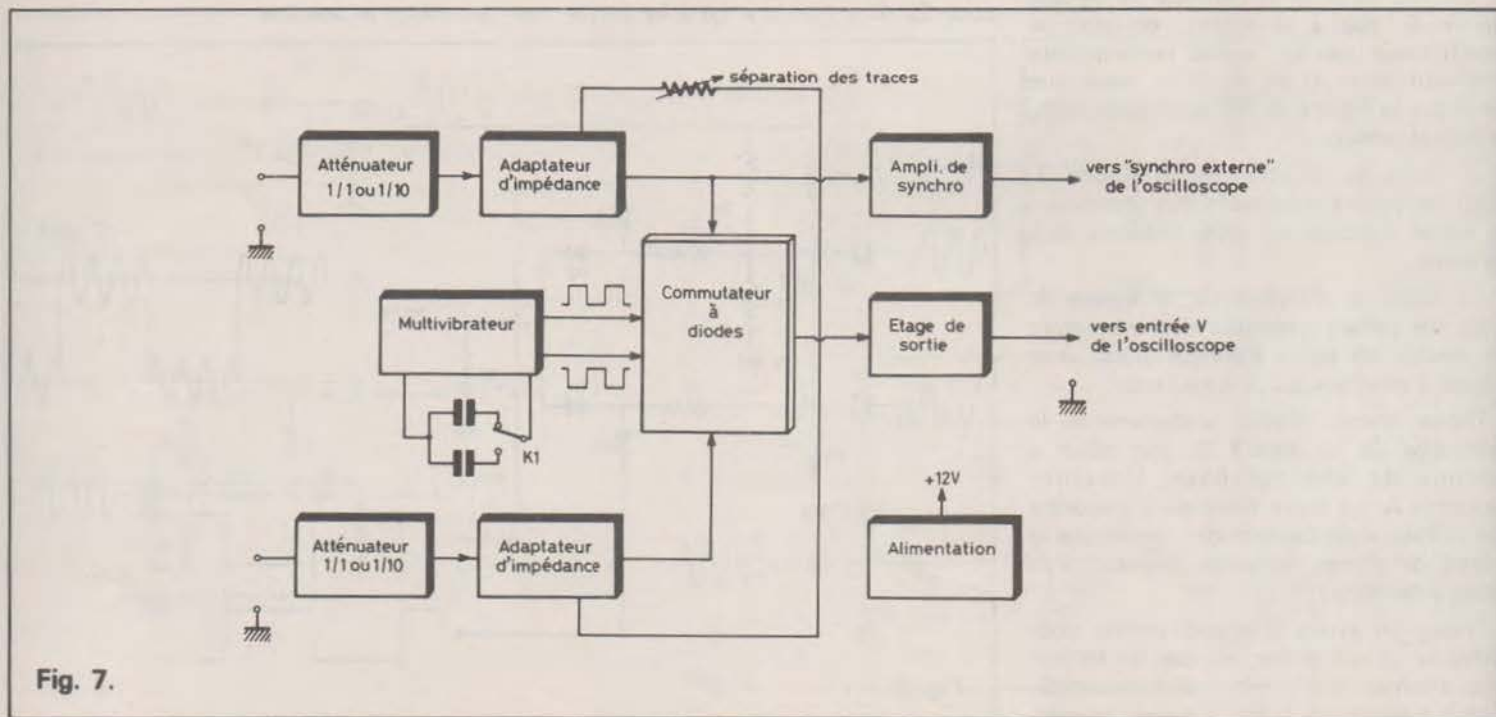 séparation des traces
Atténuateur
1/1 ou 1/10
Adaptateur
d'impédance
Ampli. de
synchro
vers "synchro externe"
de l'oscilloscope
Multivibrateur
Commutateur
à
diodes
Etage de
sortie
vers entrée V
de l'oscilloscope
K1
+12V
Atténuateur
1/1 ou 1/10
Adaptateur
d'impédance
Alimentation
Fig. 7.